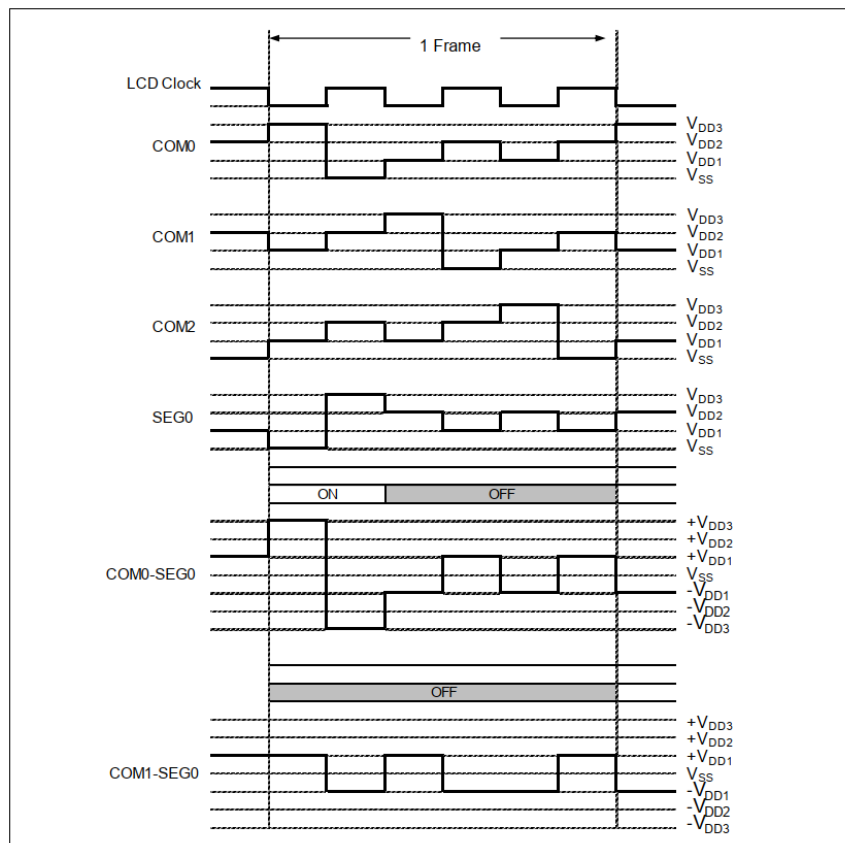 1 Frame
LCD Clock
COM0
VDD3
VDD2
VDD1
VSS
COM1
VDD3
VDD2
VDD1
VSS
COM2
VDD3
VDD2
VDD1
VSS
SEG0
VDD3
VDD2
VDD1
VSS
ON OFF
COM0-SEG0
+VDD3
+VDD2
+VDD1
VSS
-VDD1
-VDD2
-VDD3
OFF
COM1-SEG0
+VDD3
+VDD2
+VDD1
VSS
-VDD1
-VDD2
-VDD3